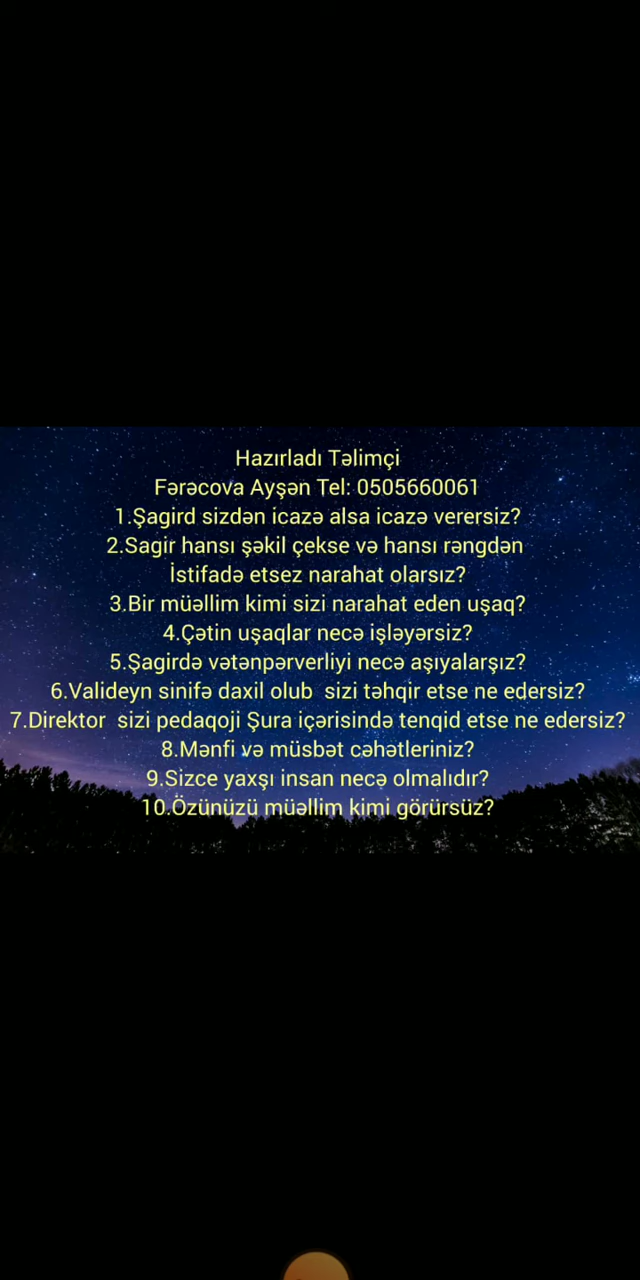 Hazırladı Təlimçi
Fərəcova Ayşən Tel: 0505660061
1.Şagird sizdən icazə alsa icazə verersiz?
2.Sagir hansı şəkil çekse və hansı rəngdən
İstifadə etsez narahat olarsız?
3.Bir müəllim kimi sizi narahat eden uşaq?
4.Çətin uşaqlar necə işləyərsiz?
5.Şagirdə vətənpərverliyi necə aşıyalarşız?
6.Valideyn sinifə daxil olub sizi təhqir etse ne edersiz?
7.Direktor sizi pedaqoji Şura içərisində tenqid etse ne edersiz?
8.Mənfi və müsbət cəhətleriniz?
9.Sizce yaxşı insan necə olmalıdır?
10.Özünüzü müəllim kimi görürsüz?